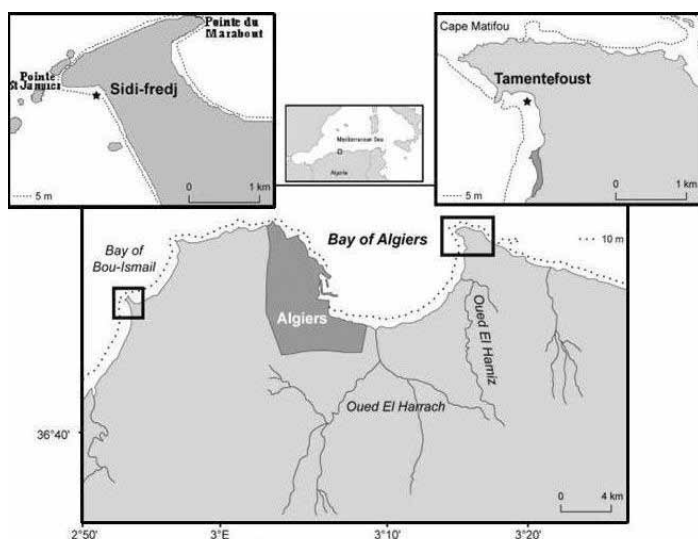 Pointe du
Marabout
Pointe
St Janvier
Sidi-fredj
5 m
0 1 km
Mediterranean Sea
Algeria
Cape Matifou
Tamentefoust
5 m
0 1 km
Bay of
Bou-Ismail
Bay of Algiers
10 m
Algiers
Oued El Hamiz
Oued El Harrach
36°40'
0 4 km
2°50' 3°E 3°10' 3°20'